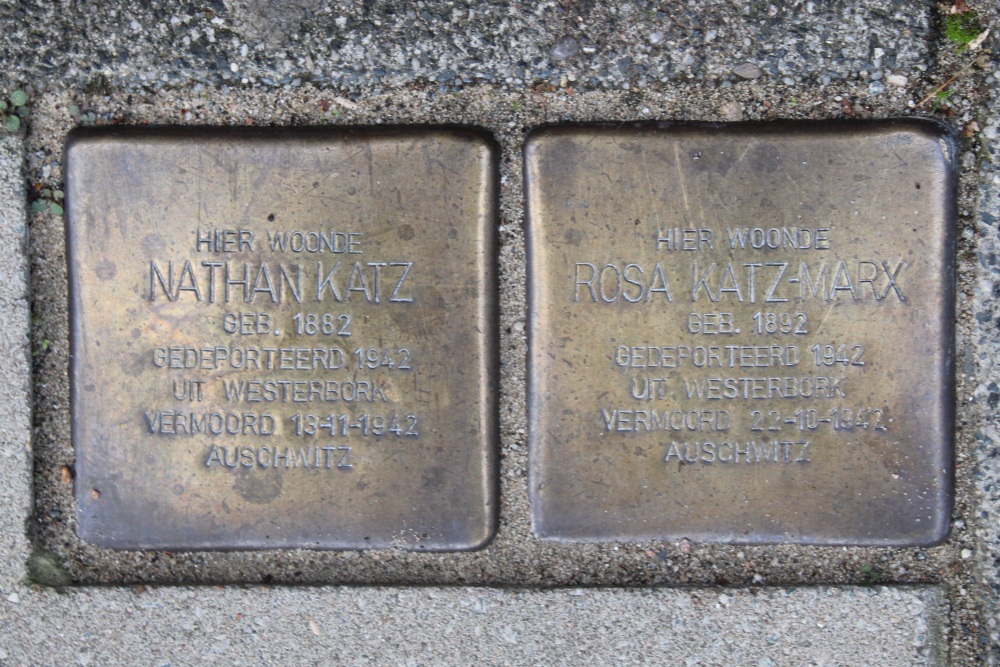 HIER WOONDE
NATHAN KATZ
GEB. 1882
GEDEPORTEERD 1942
UIT WESTERBORK
VERMOORD 13-11-1942
AUSCHWITZ
HIER WOONDE
ROSA KATZ-MARX
GEB. 1892
GEDEPORTEERD 1942
UIT WESTERBORK
VERMOORD 22-10-1942
AUSCHWITZ